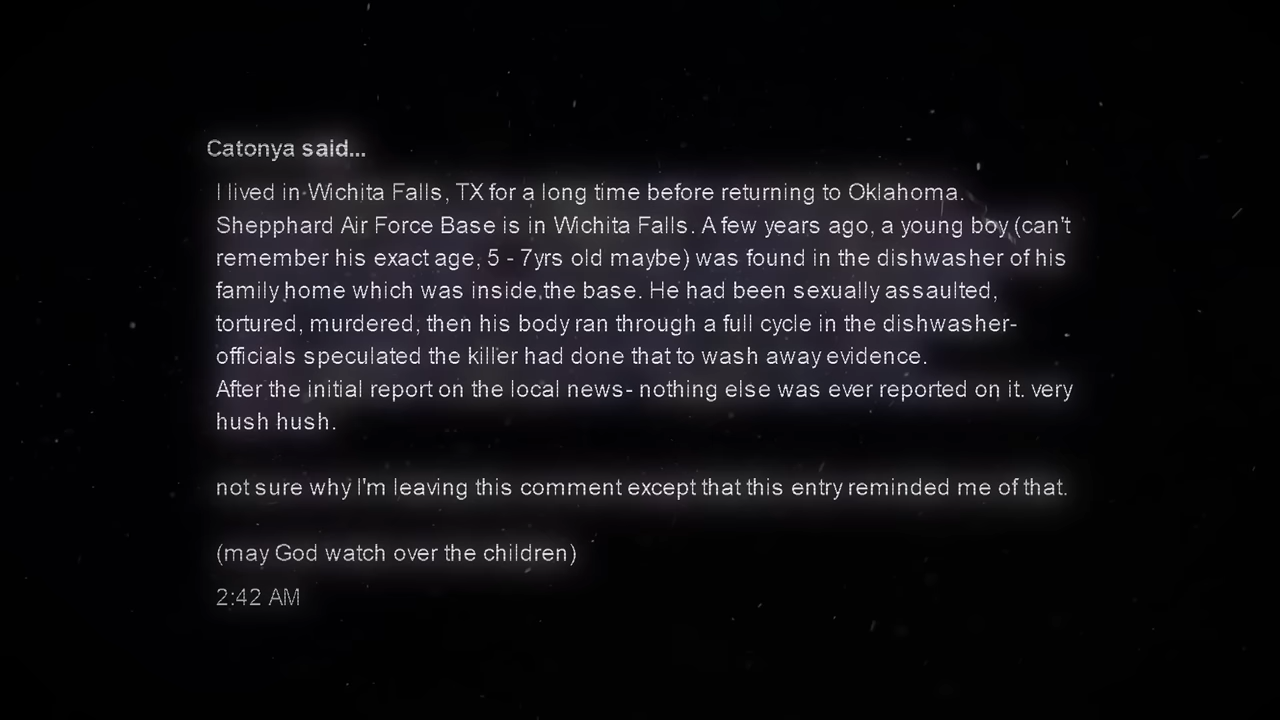 Catonya said...
I lived in Wichita Falls, TX for a long time before returning to Oklahoma.
Shepphard Air Force Base is in Wichita Falls. A few years ago, a young boy (can't
remember his exact age, 5 - 7yrs old maybe) was found in the dishwasher of his
family home which was inside the base. He had been sexually assaulted,
tortured, murdered, then his body ran through a full cycle in the dishwasher-
officials speculated the killer had done that to wash away evidence.
After the initial report on the local news- nothing else was ever reported on it. very
hush hush.
not sure why I'm leaving this comment except that this entry reminded me of that.
(may God watch over the children)
2:42 AM